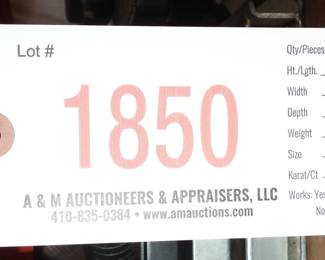 Lot #
1850
A & M AUCTIONEERS & APPRAISERS, LLC
410-835-0384 • www.amauctions.com
Qty/Pieces
Ht./Lgth.
Width
Depth
Weight
Size
Karat/Ct
Works: Yes
No